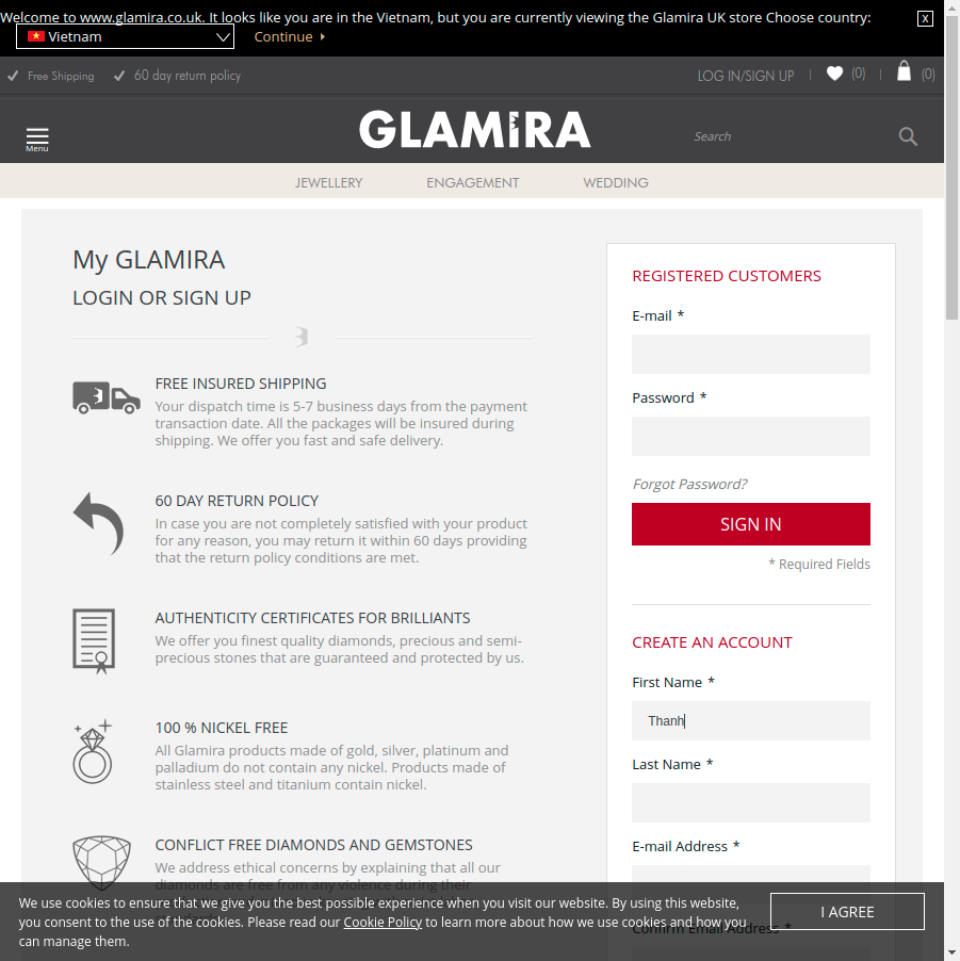 Welcome to www.glamira.co.uk. It looks like you are in the Vietnam, but you are currently viewing the Glamira UK store Choose country:
X
Vietnam
Continue
Free Shipping
60 day return policy
LOG IN/SIGN UP
(0)
(0)
Menu
GLAMIRA
Search
JEWELLERY
ENGAGEMENT
WEDDING
My GLAMIRA
LOGIN OR SIGN UP
FREE INSURED SHIPPING
Your dispatch time is 5-7 business days from the payment
transaction date. All the packages will be insured during
shipping. We offer you fast and safe delivery.
60 DAY RETURN POLICY
In case you are not completely satisfied with your product
for any reason, you may return it within 60 days providing
that the return policy conditions are met.
AUTHENTICITY CERTIFICATES FOR BRILLIANTS
We offer you finest quality diamonds, precious and semi-
precious stones that are guaranteed and protected by us.
100 % NICKEL FREE
All Glamira products made of gold, silver, platinum and
palladium do not contain any nickel. Products made of
stainless steel and titanium contain nickel.
CONFLICT FREE DIAMONDS AND GEMSTONES
We address ethical concerns by explaining that all our
diamonds are free from any violence during their
REGISTERED CUSTOMERS
E-mail *
Password *
Forgot Password?
SIGN IN
* Required Fields
CREATE AN ACCOUNT
First Name *
Thanh
Last Name *
E-mail Address *
Confirm Email Address *
We use cookies to ensure that we give you the best possible experience when you visit our website. By using this website,
you consent to the use of the cookies. Please read our Cookie Policy to learn more about how we use cookies and how you
can manage them.
I AGREE